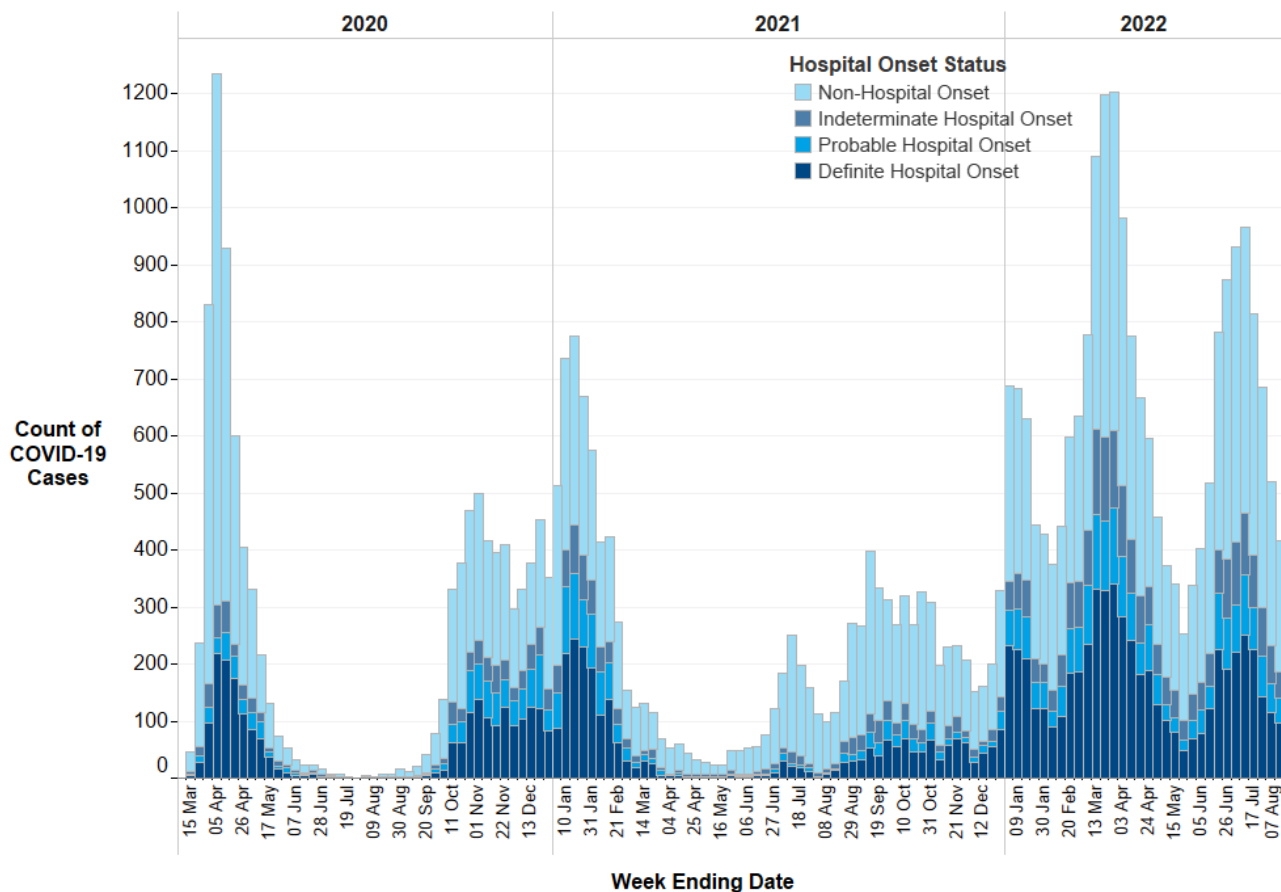 2020 2021 2022
Hospital Onset Status
Non-Hospital Onset
Indeterminate Hospital Onset
Probable Hospital Onset
Definite Hospital Onset
1200
1100
1000
900
800
700
600
500
400
300
200
100
0
Count of
COVID-19
Cases
15 Mar
05 Apr
26 Apr
17 May
07 Jun
28 Jun
19 Jul
09 Aug
30 Aug
20 Sep
11 Oct
01 Nov
22 Nov
13 Dec
10 Jan
31 Jan
21 Feb
14 Mar
04 Apr
25 Apr
16 May
06 Jun
27 Jun
18 Jul
08 Aug
29 Aug
19 Sep
10 Oct
31 Oct
21 Nov
12 Dec
09 Jan
30 Jan
20 Feb
13 Mar
03 Apr
24 Apr
15 May
05 Jun
26 Jun
17 Jul
07 Aug
Week Ending Date